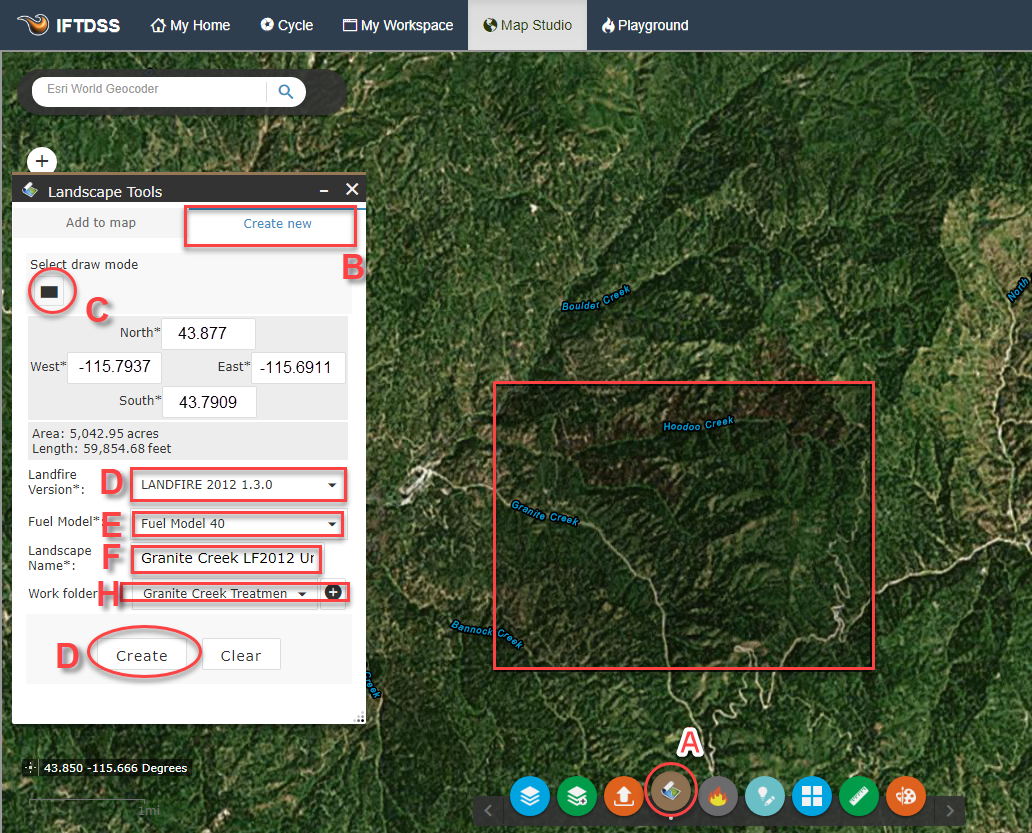 IFTDSS My Home Cycle My Workspace Map Studio Playground
Esri World Geocoder
+
Landscape Tools
Add to map Create new
B
Select draw mode
C
North* 43.877
West* -115.7937 East* -115.6911
South* 43.7909
Area: 5,042.95 acres
Length: 59,854.68 feet
Landfire
Version*: D LANDFIRE 2012 1.3.0
Fuel Model*: E Fuel Model 40
Landscape
Name*: F Granite Creek LF2012 Un
Work folder H Granite Creek Treatmen
D Create Clear
Boulder Creek
North
Hoodoo Creek
Granite Creek
Bannock Creek
Creek
A
43.850 -115.666 Degrees
1mi